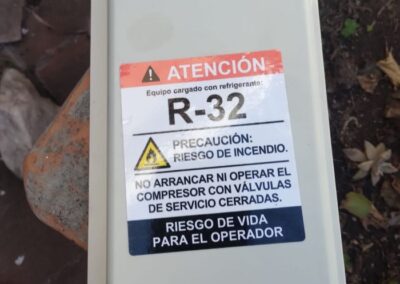 ATENCIÓN
Equipo cargado con refrigerante:
R-32
PRECAUCIÓN:
RIESGO DE INCENDIO.
NO ARRANCAR NI OPERAR EL
COMPRESOR CON VÁLVULAS
DE SERVICIO CERRADAS.
RIESGO DE VIDA
PARA EL OPERADOR